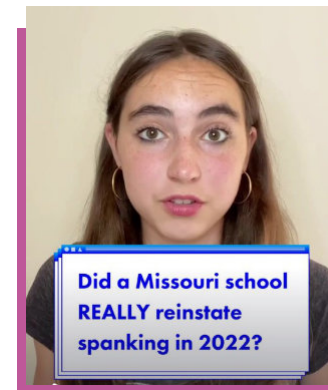 Did a Missouri school
REALLY reinstate
spanking in 2022?